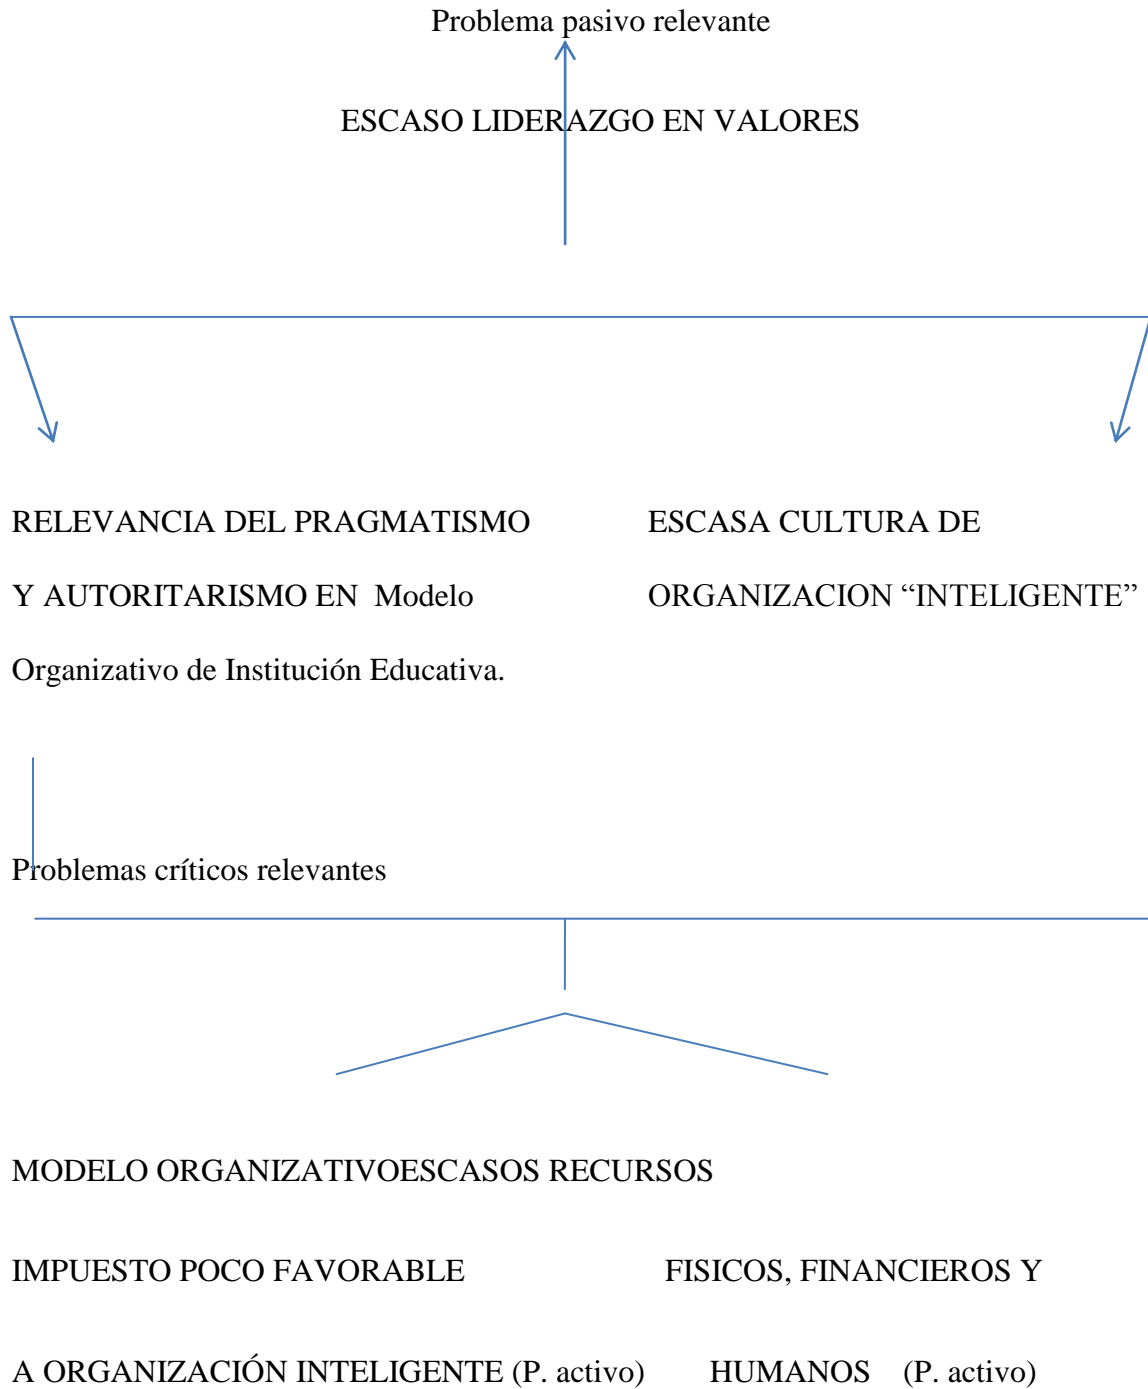 Problema pasivo relevante
ESCASO LIDERAZGO EN VALORES
RELEVANCIA DEL PRAGMATISMO ESCASA CULTURA DE
Y AUTORITARISMO EN Modelo ORGANIZACION “INTELIGENTE”
Organizativo de Institución Educativa.
Problemas críticos relevantes
MODELO ORGANIZATIVOESCASOS RECURSOS
IMPUESTO POCO FAVORABLE FISICOS, FINANCIEROS Y
A ORGANIZACIÓN INTELIGENTE (P. activo) HUMANOS (P. activo)